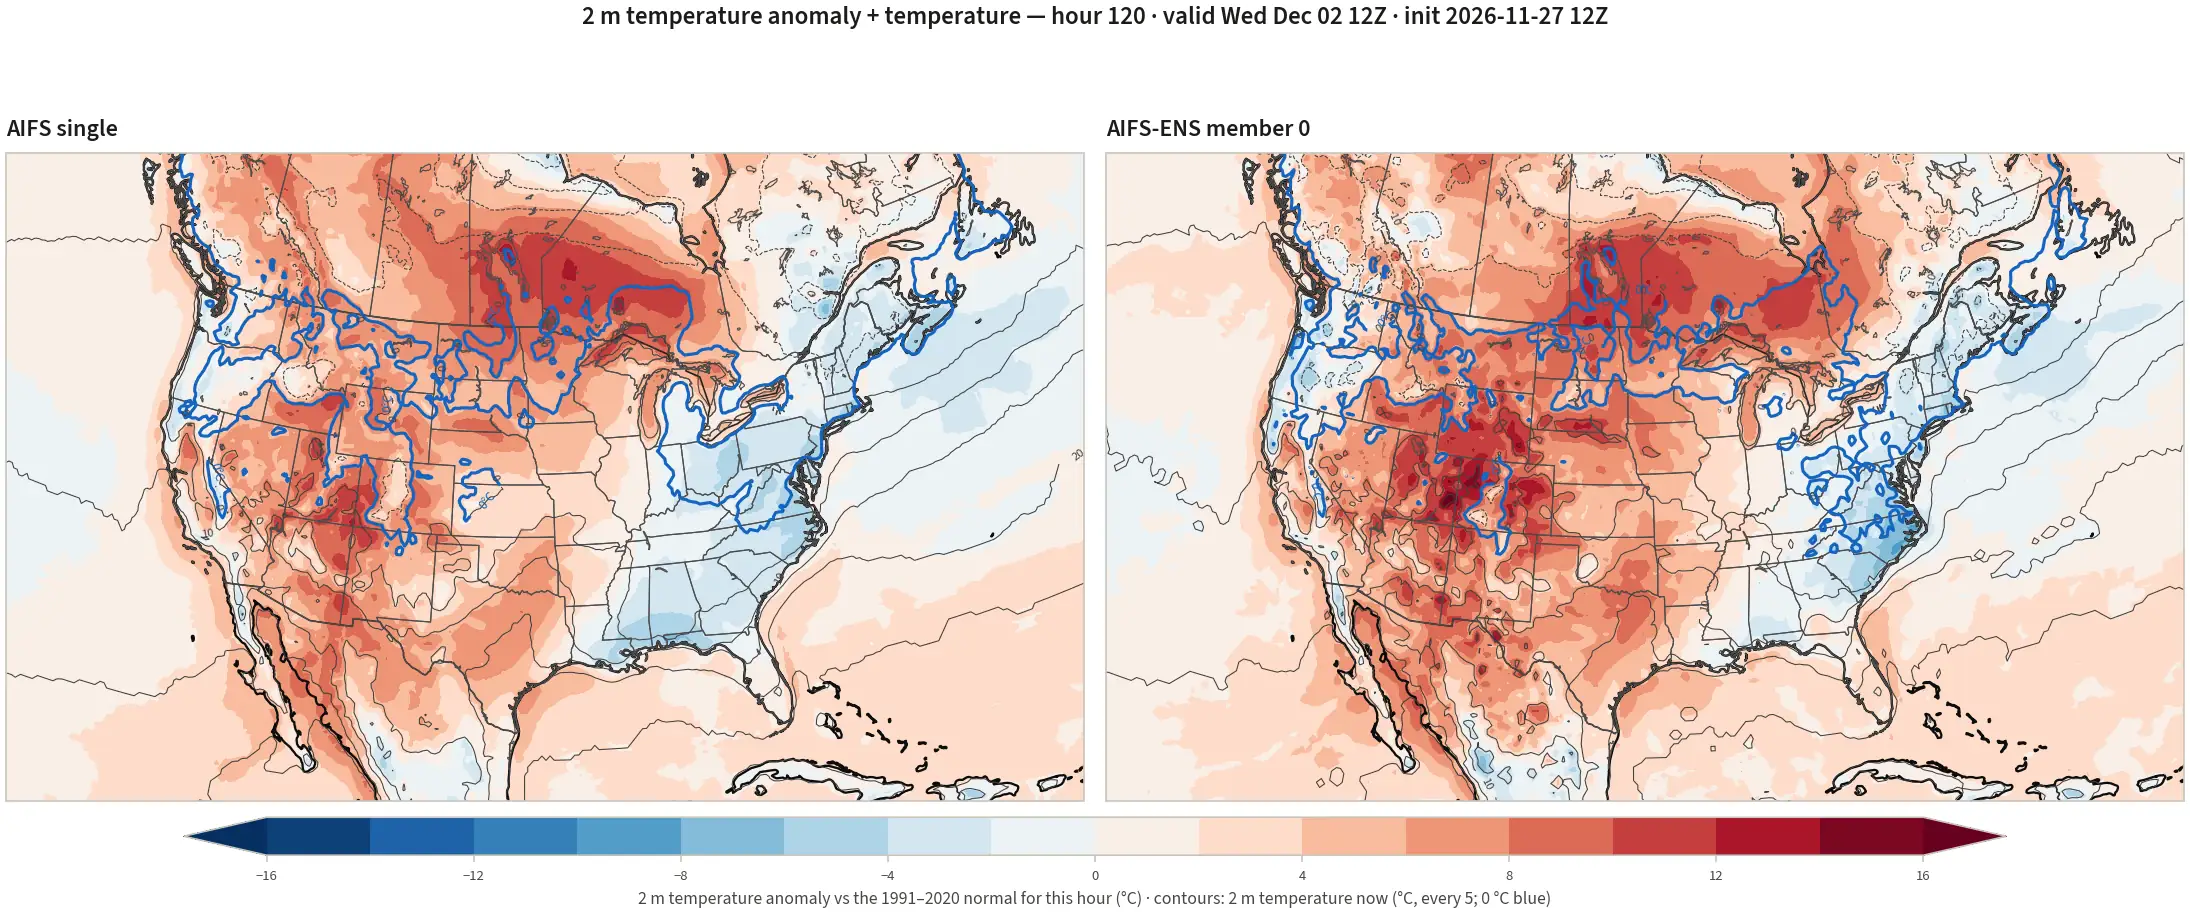 2 m temperature anomaly + temperature — hour 120 · valid Wed Dec 02 12Z · init 2026-11-27 12Z
AIFS single
AIFS-ENS member 0
−16 −12 −8 −4 0 4 8 12 16
2 m temperature anomaly vs the 1991–2020 normal for this hour (°C) · contours: 2 m temperature now (°C, every 5; 0 °C blue)